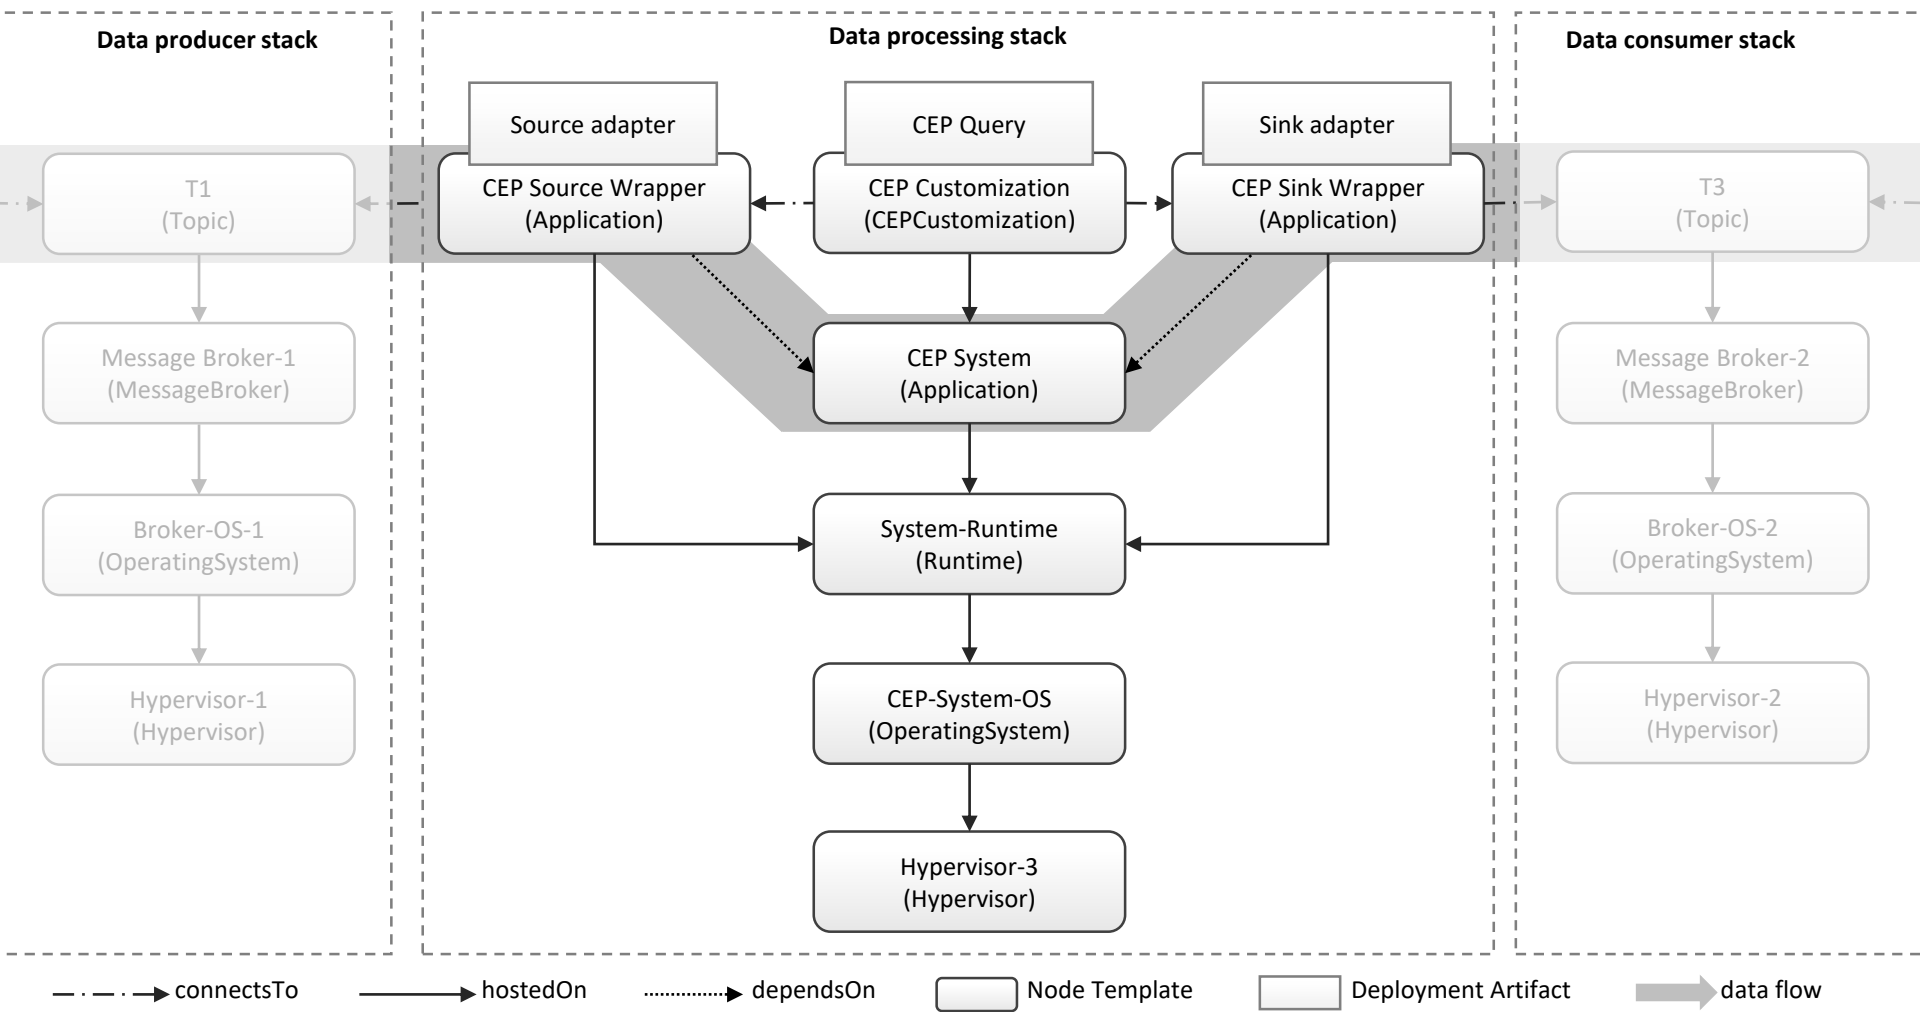 Data producer stack
Data processing stack
Data consumer stack
Source adapter
CEP Query
Sink adapter
T1
(Topic)
CEP Source Wrapper
(Application)
CEP Customization
(CEPCustomization)
CEP Sink Wrapper
(Application)
T3
(Topic)
Message Broker-1
(MessageBroker)
CEP System
(Application)
Message Broker-2
(MessageBroker)
Broker-OS-1
(OperatingSystem)
System-Runtime
(Runtime)
Broker-OS-2
(OperatingSystem)
Hypervisor-1
(Hypervisor)
CEP-System-OS
(OperatingSystem)
Hypervisor-2
(Hypervisor)
Hypervisor-3
(Hypervisor)
connectsTo
hostedOn
dependsOn
Node Template
Deployment Artifact
data flow